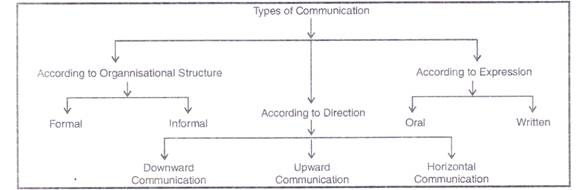 Types of Communication
According to Organnisational Structure
According to Expression
Formal
Informal
According to Direction
Oral
Written
Downward
Communication
Upward
Communication
Horizontal
Communication